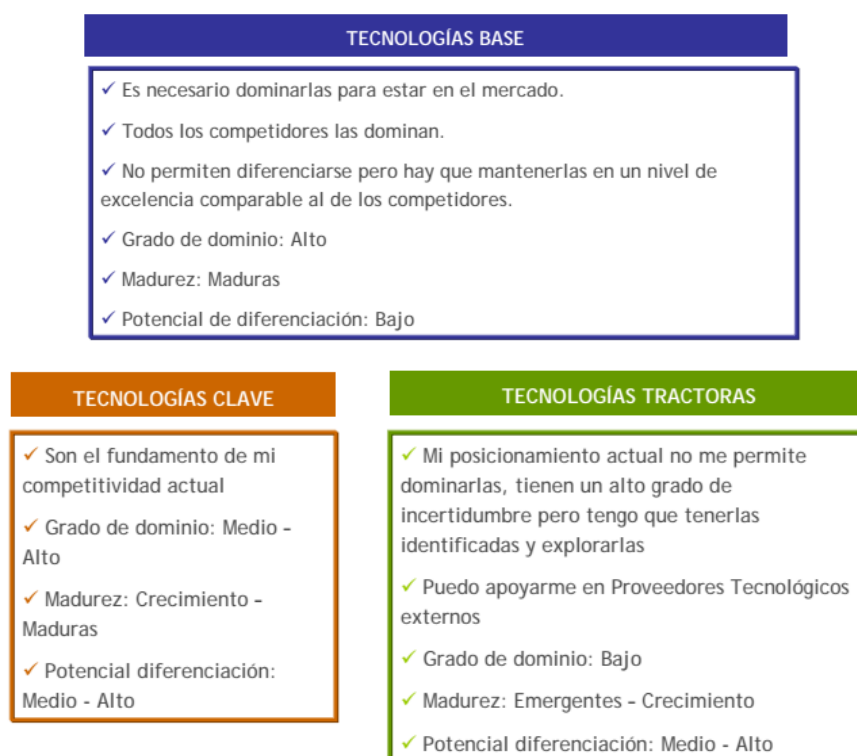 TECNOLOGÍAS BASE
✓ Es necesario dominarlas para estar en el mercado.
✓ Todos los competidores las dominan.
✓ No permiten diferenciarse pero hay que mantenerlas en un nivel de
excelencia comparable al de los competidores.
✓ Grado de dominio: Alto
✓ Madurez: Maduras
✓ Potencial de diferenciación: Bajo
TECNOLOGÍAS CLAVE
✓ Son el fundamento de mi
competitividad actual
✓ Grado de dominio: Medio –
Alto
✓ Madurez: Crecimiento –
Maduras
✓ Potencial diferenciación:
Medio - Alto
TECNOLOGÍAS TRACTORAS
✓ Mi posicionamiento actual no me permite
dominarlas, tienen un alto grado de
incertidumbre pero tengo que tenerlas
identificadas y explorarlas
✓ Puedo apoyarme en Proveedores Tecnológicos
externos
✓ Grado de dominio: Bajo
✓ Madurez: Emergentes – Crecimiento
✓ Potencial diferenciación: Medio - Alto